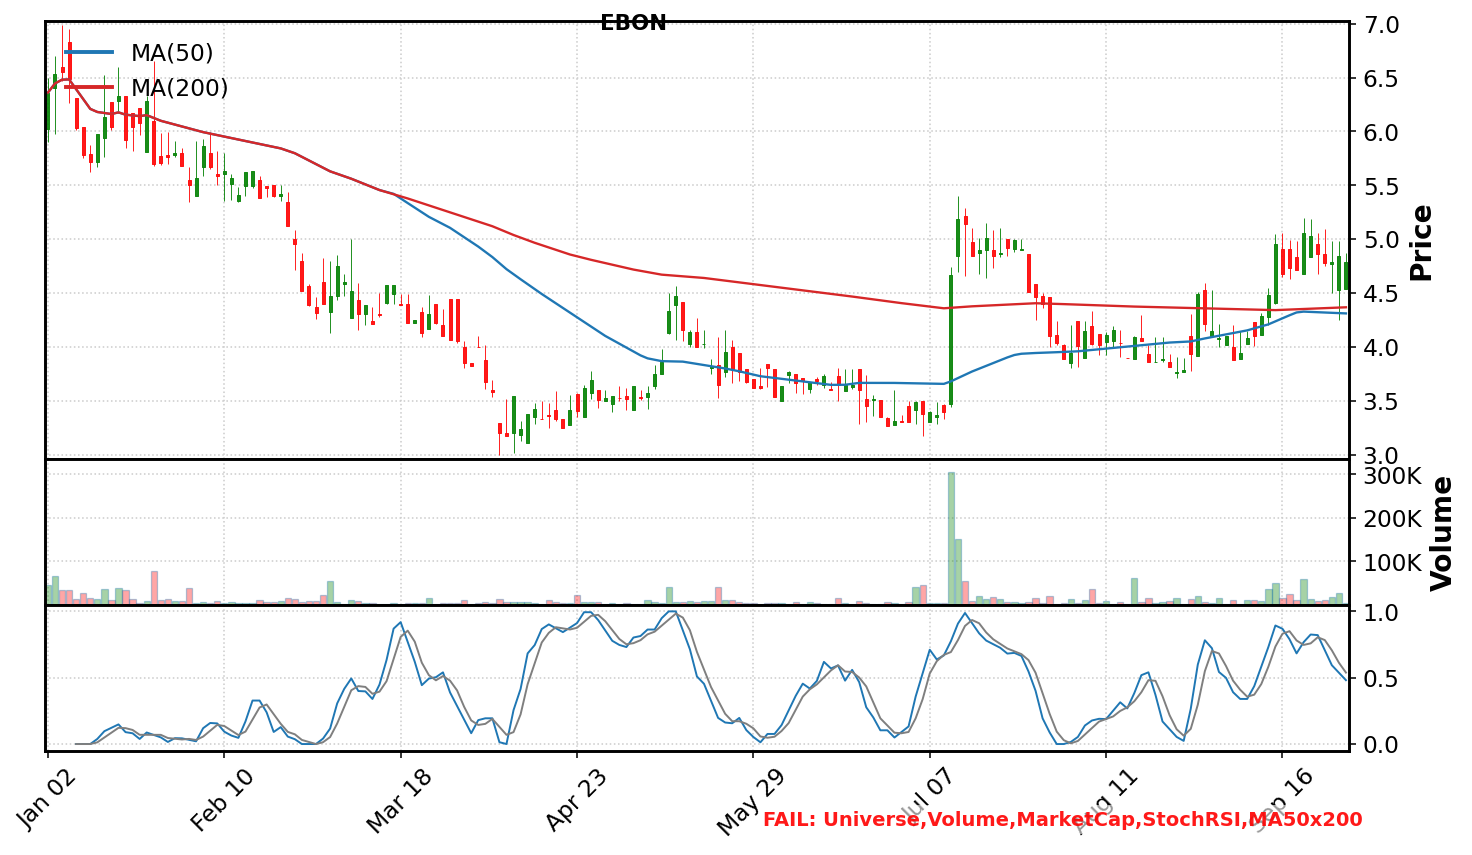 EBON
MA(50)
MA(200)
7.0
6.5
6.0
5.5
5.0
4.5
4.0
3.5
3.0
Price
300K
200K
100K
Volume
1.0
0.5
0.0
Jan 02
Feb 10
Mar 18
Apr 23
May 29
Jul 07
Aug 11
Sep 16
FAIL: Universe,Volume,MarketCap,StochRSI,MA50x200